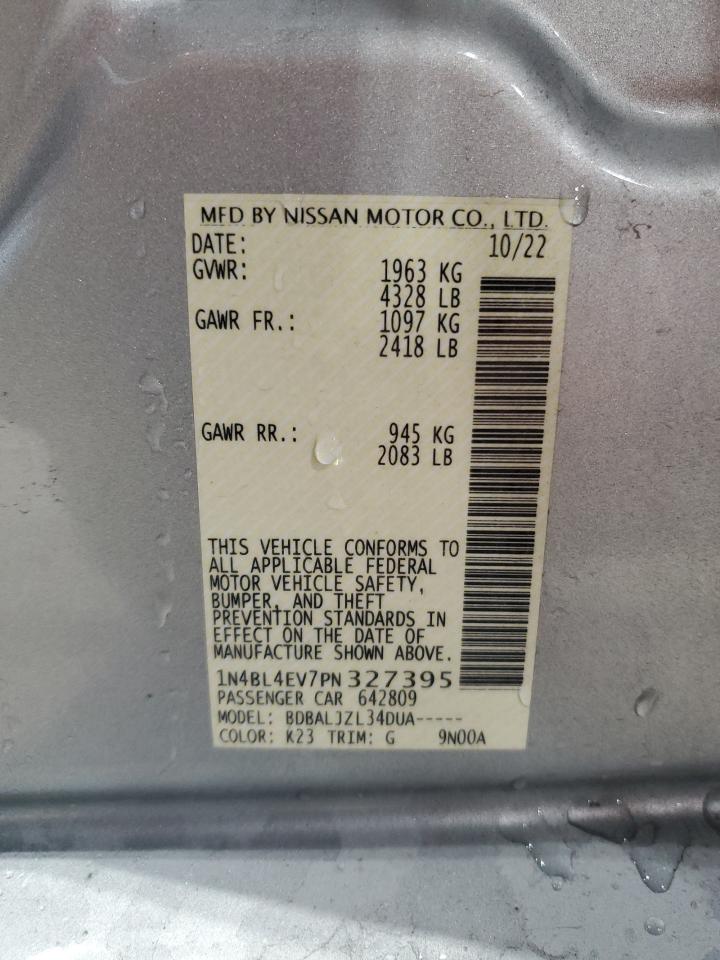 MFD BY NISSAN MOTOR CO., LTD.
DATE: 10/22
GVWR: 1963 KG
4328 LB
GAWR FR.: 1097 KG
2418 LB
GAWR RR.: 945 KG
2083 LB
THIS VEHICLE CONFORMS TO
ALL APPLICABLE FEDERAL
MOTOR VEHICLE SAFETY,
BUMPER, AND THEFT
PREVENTION STANDARDS IN
EFFECT ON THE DATE OF
MANUFACTURE SHOWN ABOVE.
1N4BL4EV7PN327395
PASSENGER CAR 642809
MODEL: BDBALJZL34DUA-----
COLOR: K23 TRIM: G 9N00A